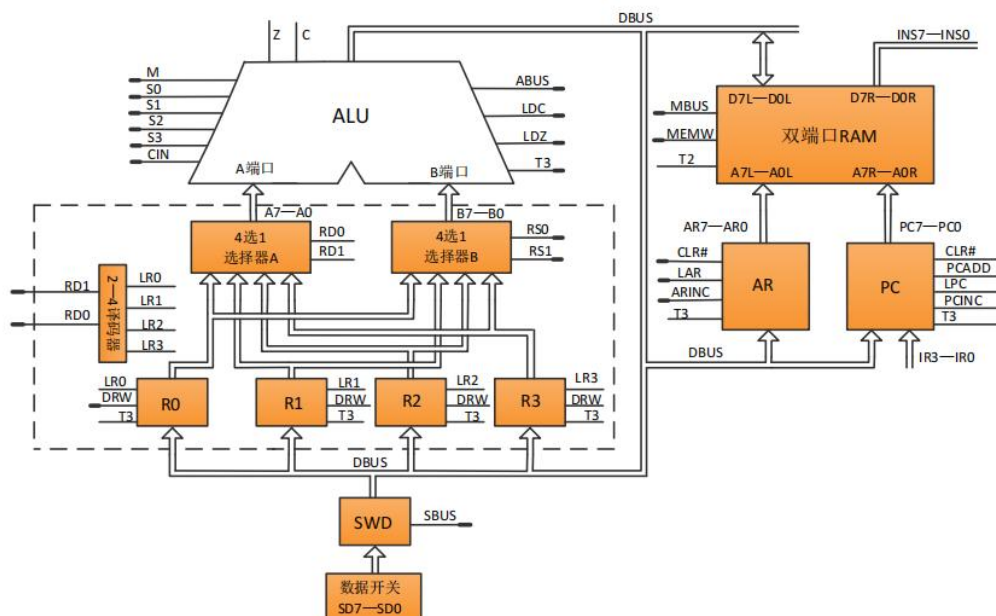 DBUS
Z
C
INS7—INS0
M
S0
S1
S2
S3
CIN
ALU
A端口
B端口
ABUS
LDC
LDZ
T3
MBUS
MEMW
T2
D7L—D0L
D7R—D0R
双端口RAM
A7L—A0L
A7R—A0R
A7—A0
B7—B0
4选1
选择器A
RD0
RD1
4选1
选择器B
RS0
RS1
AR7—AR0
PC7—PC0
CLR#
LAR
ARINC
T3
AR
PC
CLR#
PCADD
LPC
PCINC
T3
RD1
RD0
2—4译码器
LR0
LR1
LR2
LR3
DBUS
IR3—IR0
LR0
DRW
T3
R0
R1
LR1
DRW
T3
R2
LR2
DRW
T3
R3
LR3
DRW
T3
DBUS
SWD
SBUS
数据开关
SD7—SD0